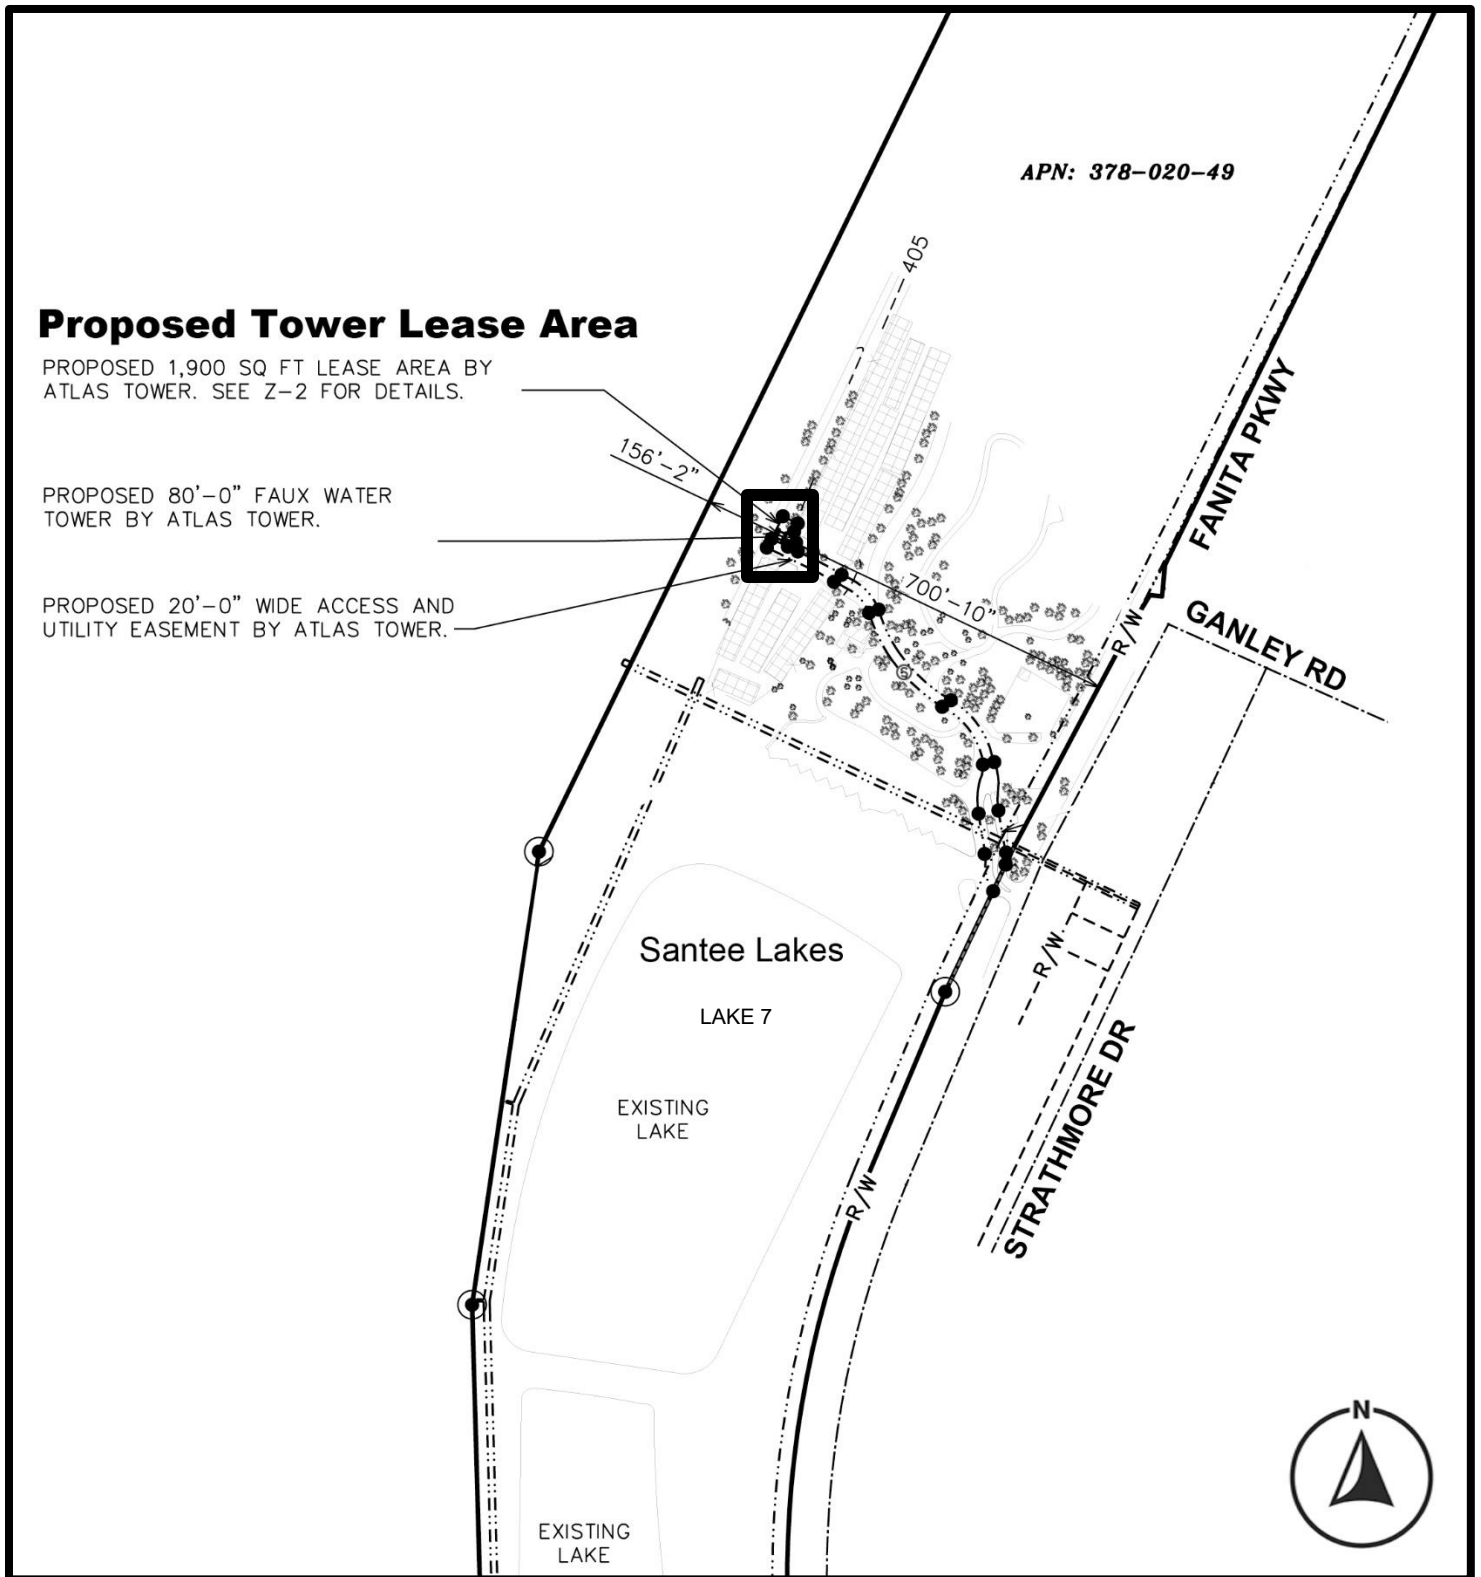 APN: 378-020-49
405
Proposed Tower Lease Area
PROPOSED 1,900 SQ FT LEASE AREA BY
ATLAS TOWER. SEE Z-2 FOR DETAILS.
156'-2"
PROPOSED 80'-0" FAUX WATER
TOWER BY ATLAS TOWER.
PROPOSED 20'-0" WIDE ACCESS AND
UTILITY EASEMENT BY ATLAS TOWER.
700'-10"
FANITA PKWY
R/W
GANLEY RD
S
Santee Lakes
LAKE 7
R/W
EXISTING
LAKE
STRATHMORE DR
R/W
N
EXISTING
LAKE